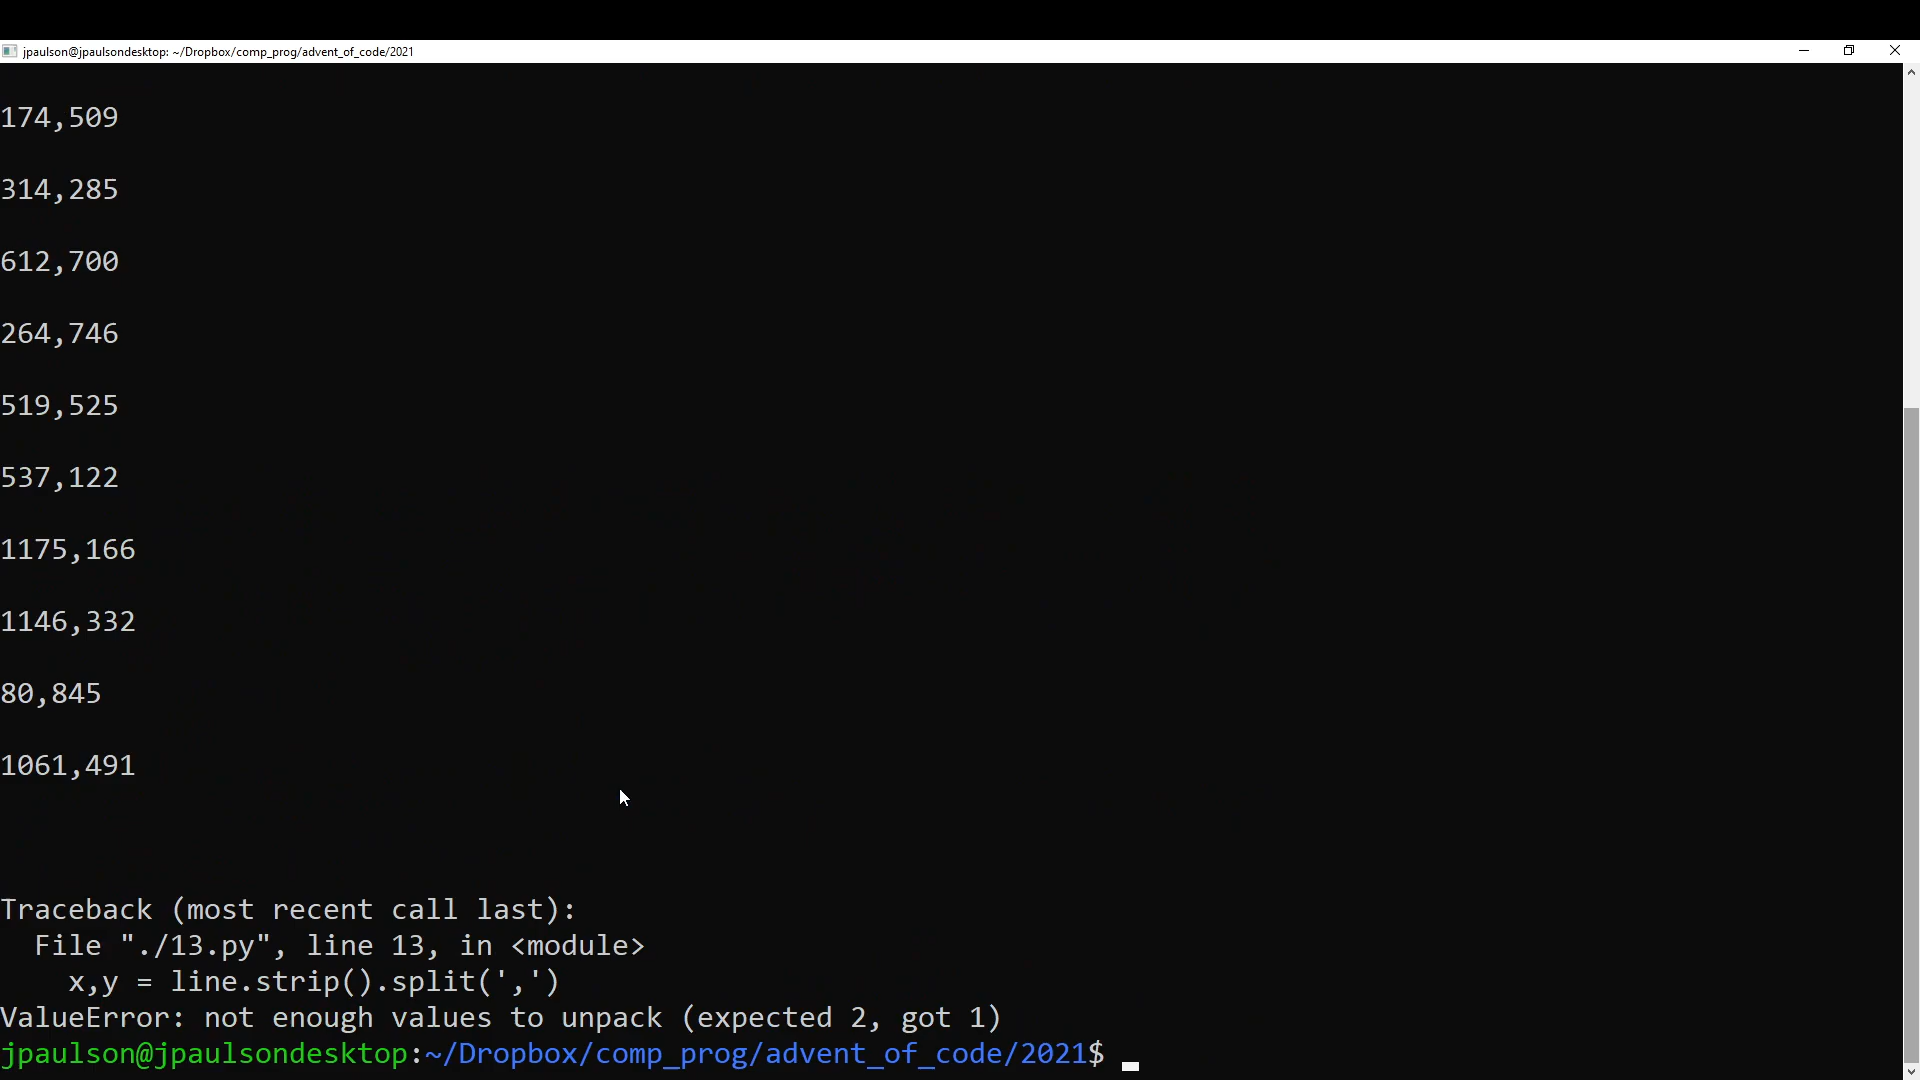 jpaulson@jpaulsondesktop: ~/Dropbox/comp_prog/advent_of_code/2021
174,509
314,285
612,700
264,746
519,525
537,122
1175,166
1146,332
80,845
1061,491
Traceback (most recent call last):
  File "./13.py", line 13, in <module>
    x,y = line.strip().split(',')
ValueError: not enough values to unpack (expected 2, got 1)
jpaulson@jpaulsondesktop:~/Dropbox/comp_prog/advent_of_code/2021$